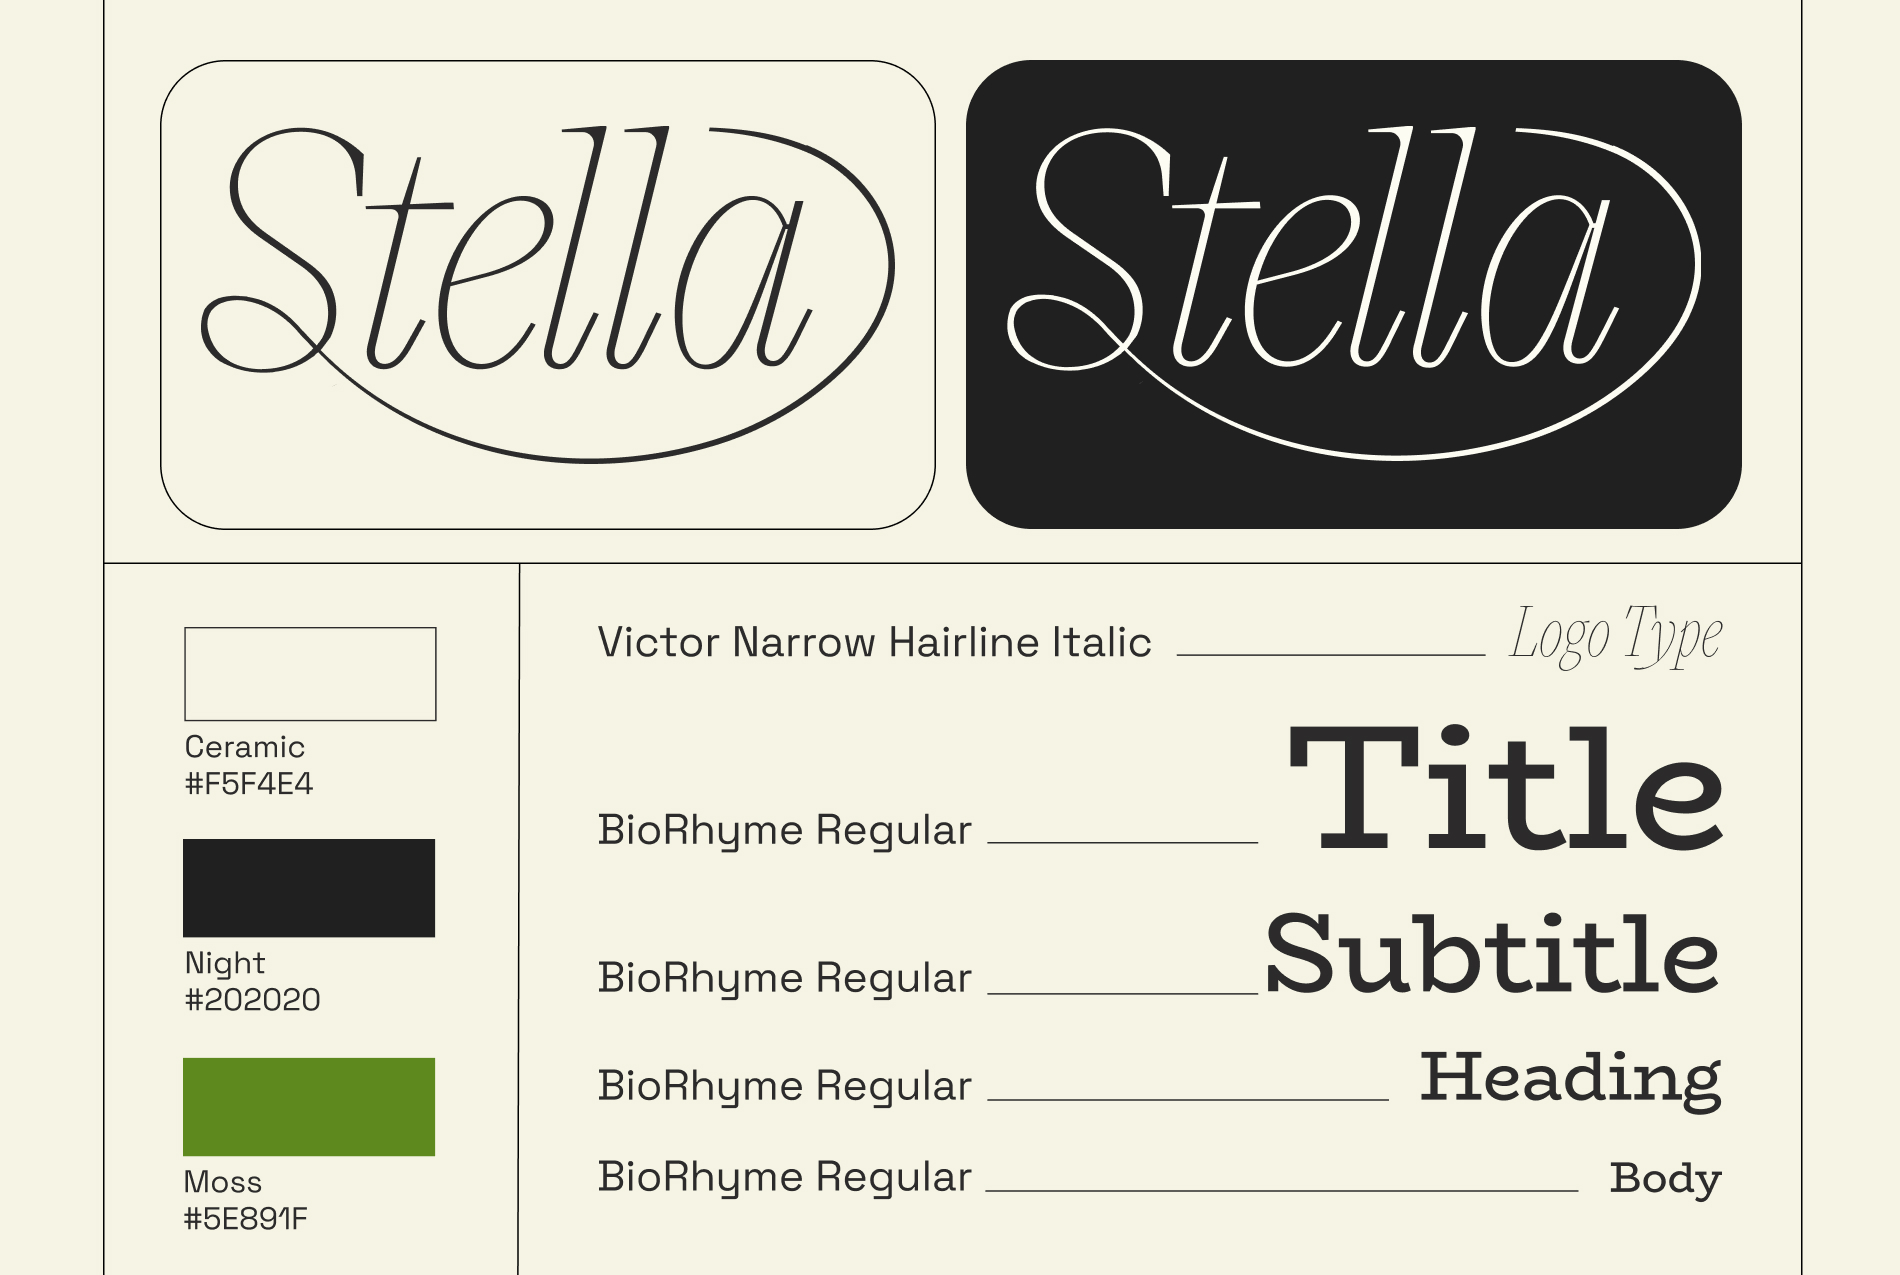 Stella
Stella
Ceramic
#F5F4E4
Night
#202020
Moss
#5E891F
Victor Narrow Hairline Italic Logo Type
BioRhyme Regular Title
BioRhyme Regular Subtitle
BioRhyme Regular Heading
BioRhyme Regular Body